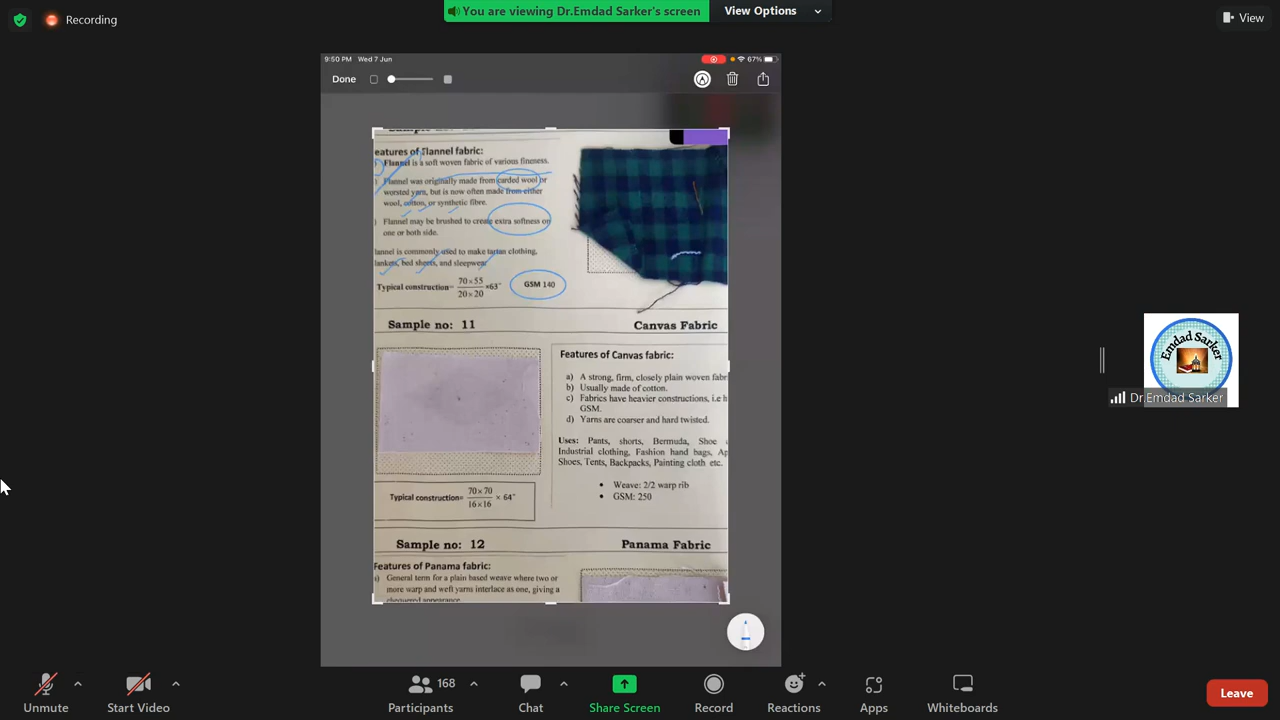 Recording
You are viewing Dr.Emdad Sarker's screen
View Options
View
9:50 PM Wed 7 Jun
67%
Done
eatures of flannel fabric:
Flannel is a soft woven fabric of various fineness.
Flannel was originally made from carded wool or
worsted yarn, but is now often made from either
wool, cotton, or synthetic fibre.
Flannel may be brushed to create extra softness on
one or both side.
lannel is commonly used to make tartan clothing,
lankets, bed sheets, and sleepwear.
Typical construction= 70×55 ×63"
20×20
GSM 140
Sample no: 11
Canvas Fabric
Features of Canvas fabric:
a) A strong, firm, closely plain woven fabr
b) Usually made of cotton.
c) Fabrics have heavier constructions, i.e h
GSM.
d) Yarns are coarser and hard twisted.
Uses: Pants, shorts, Bermuda, Shoe
Industrial clothing, Fashion hand bags, Ap
Shoes, Tents, Backpacks, Painting cloth etc.
• Weave: 2/2 warp rib
• GSM: 250
Typical construction= 70×70 × 64"
16×16
Sample no: 12
Panama Fabric
Features of Panama fabric:
General term for a plain based weave where two or
more warp and weft yarns interlace as one, giving a
chequered appearance
Emdad Sarker
Dr.Emdad Sarker
Unmute
Start Video
168
Participants
Chat
Share Screen
Record
Reactions
Apps
Whiteboards
Leave